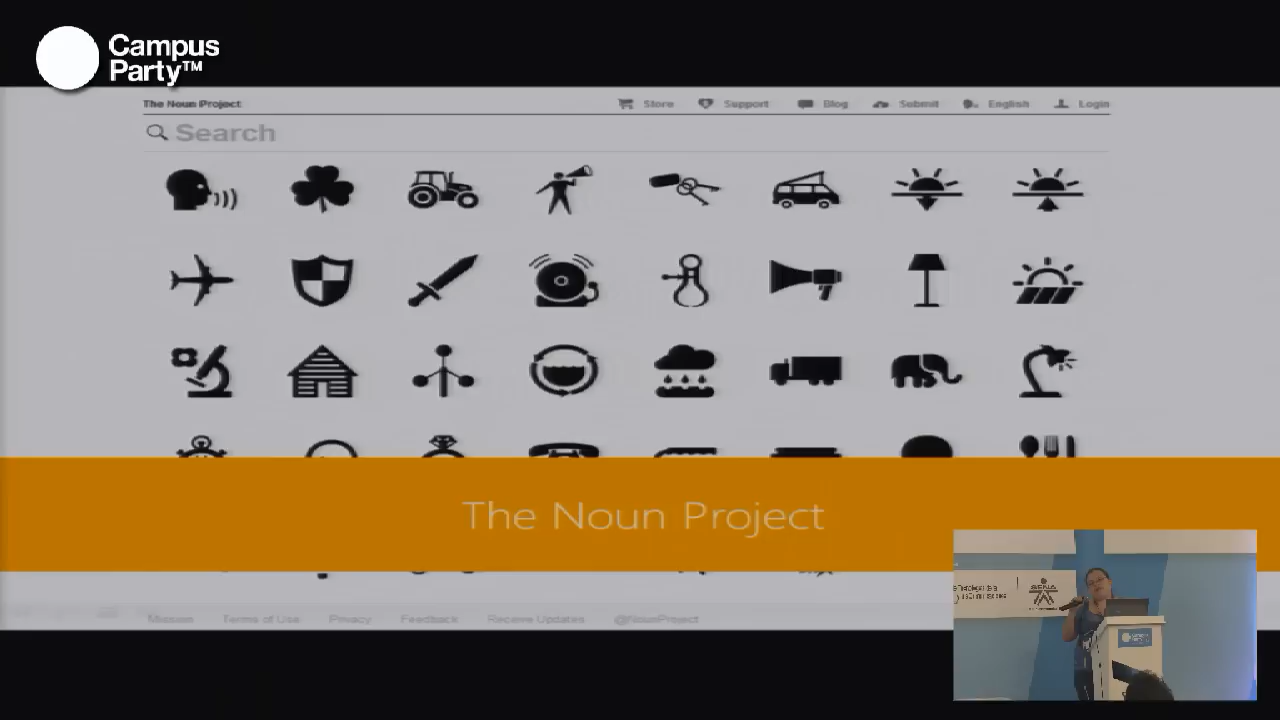 Campus
Party™
The Noun Project
Store
Support
Blog
Submit
English
Login
Search
The Noun Project
SENA
Mission
Terms of Use
Privacy
Feedback
Receive Updates
@NounProject